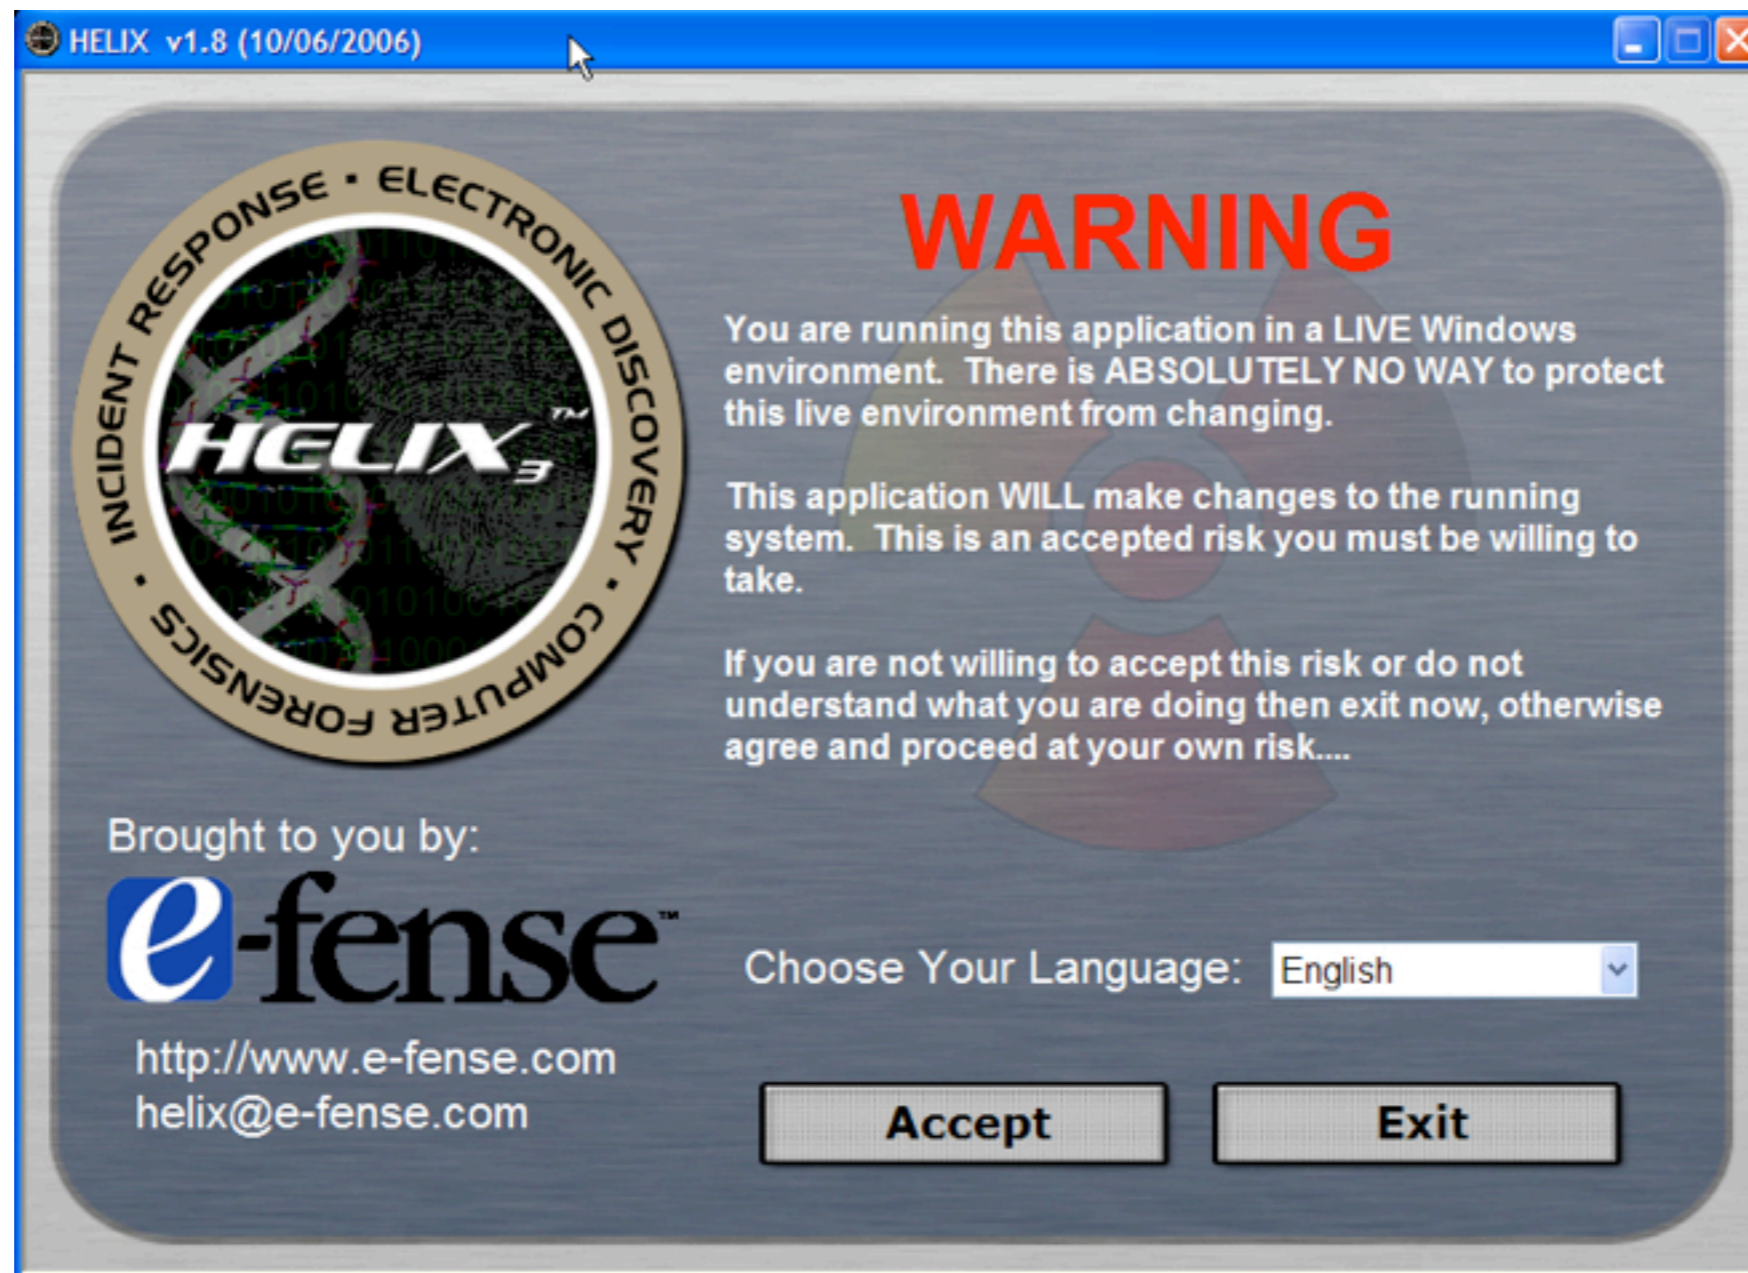 HELIX v1.8 (10/06/2006)
INCIDENT RESPONSE · ELECTRONIC DISCOVERY · COMPUTER FORENSICS ·
HELIX3™
WARNING
You are running this application in a LIVE Windows
environment. There is ABSOLUTELY NO WAY to protect
this live environment from changing.
This application WILL make changes to the running
system. This is an accepted risk you must be willing to
take.
If you are not willing to accept this risk or do not
understand what you are doing then exit now, otherwise
agree and proceed at your own risk....
Brought to you by:
e-fense™
http://www.e-fense.com
helix@e-fense.com
Choose Your Language: English
Accept
Exit